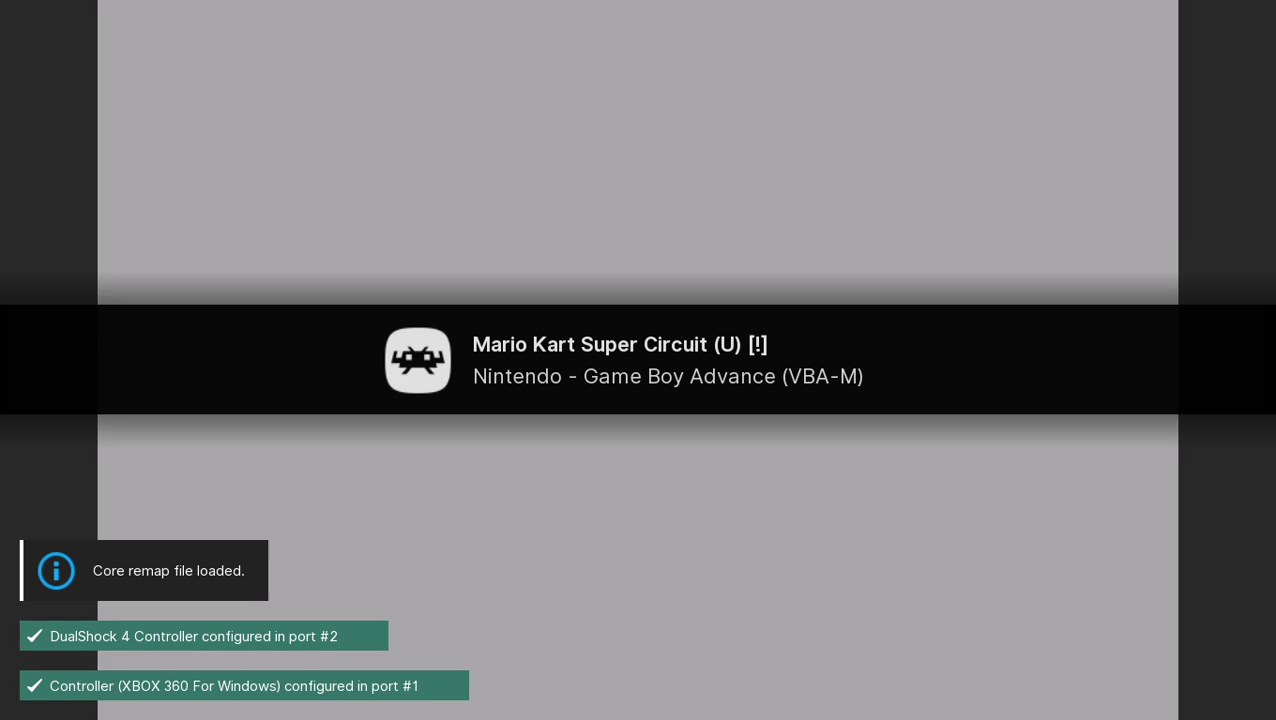 Mario Kart Super Circuit (U) [!]
Nintendo - Game Boy Advance (VBA-M)
Core remap file loaded.
DualShock 4 Controller configured in port #2
Controller (XBOX 360 For Windows) configured in port #1